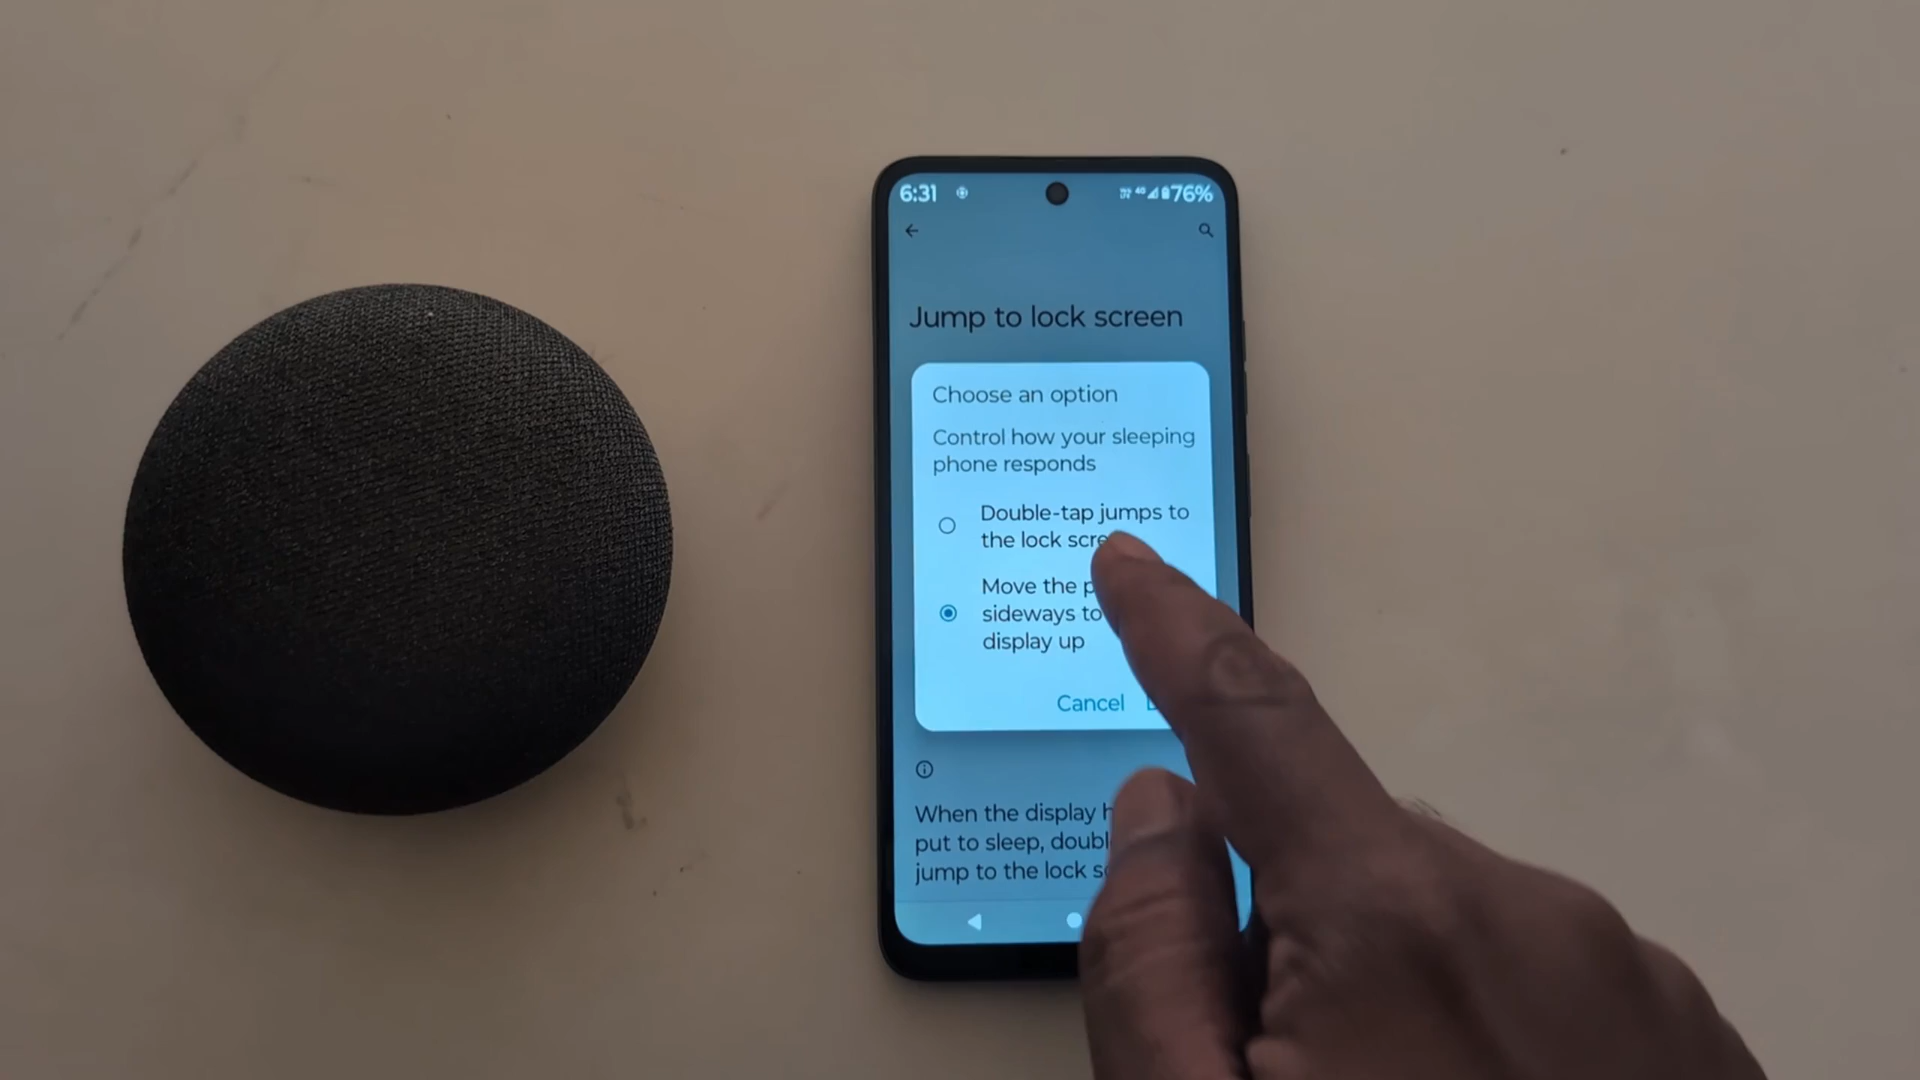 6:31 76%
Jump to lock screen
Choose an option
Control how your sleeping
phone responds
Double-tap jumps to
the lock
Move the
sideways to
display up
Cancel
When the display
put to sleep,
jump to the lock